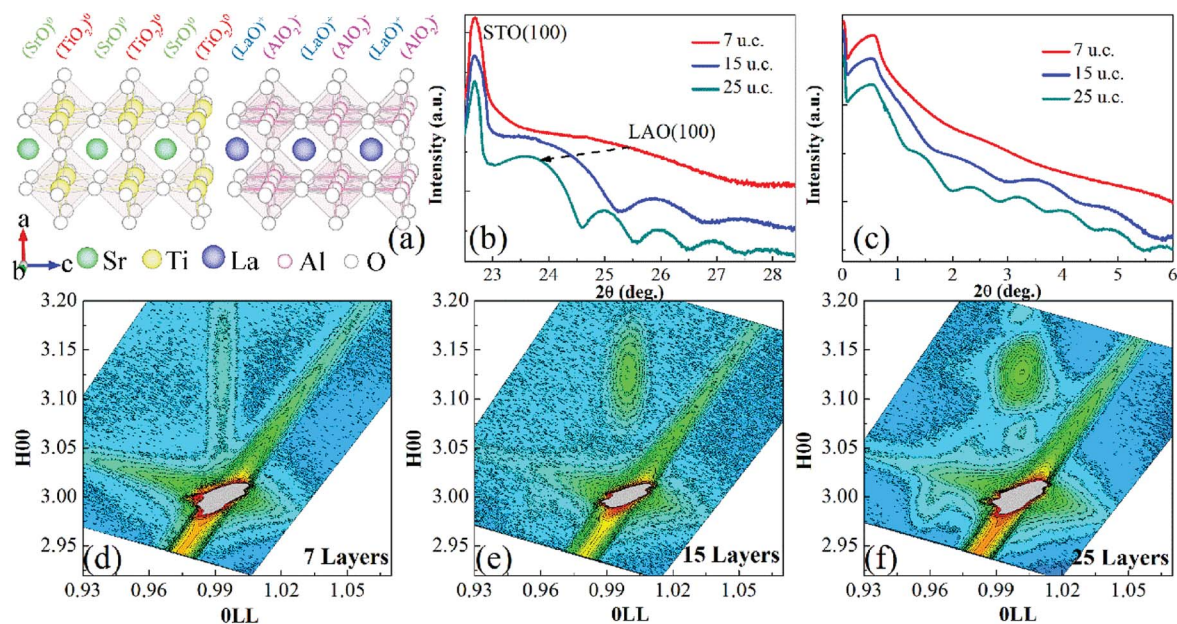 (SrO)⁰ (TiO₂)⁰ (SrO)⁰ (TiO₂)⁰ (SrO)⁰ (TiO₂)⁰ (LaO)⁺ (AlO₂)⁻ (LaO)⁺ (AlO₂)⁻ (LaO)⁺ (AlO₂)⁻
a
b
c
(a)
Sr Ti La Al O
STO(100)
7 u.c.
15 u.c.
25 u.c.
LAO(100)
Intensity (a.u.)
(b)
23 24 25 26 27 28
2θ (deg.)
7 u.c.
15 u.c.
25 u.c.
Intensity (a.u.)
(c)
0 1 2 3 4 5 6
2θ (deg.)
3.20
3.15
3.10
3.05
3.00
2.95
H00
(d)
7 Layers
0.93 0.96 0.99 1.02 1.05
0LL
3.20
3.15
3.10
3.05
3.00
2.95
H00
(e)
15 Layers
0.93 0.96 0.99 1.02 1.05
0LL
3.20
3.15
3.10
3.05
3.00
2.95
H00
(f)
25 Layers
0.93 0.96 0.99 1.02 1.05
0LL